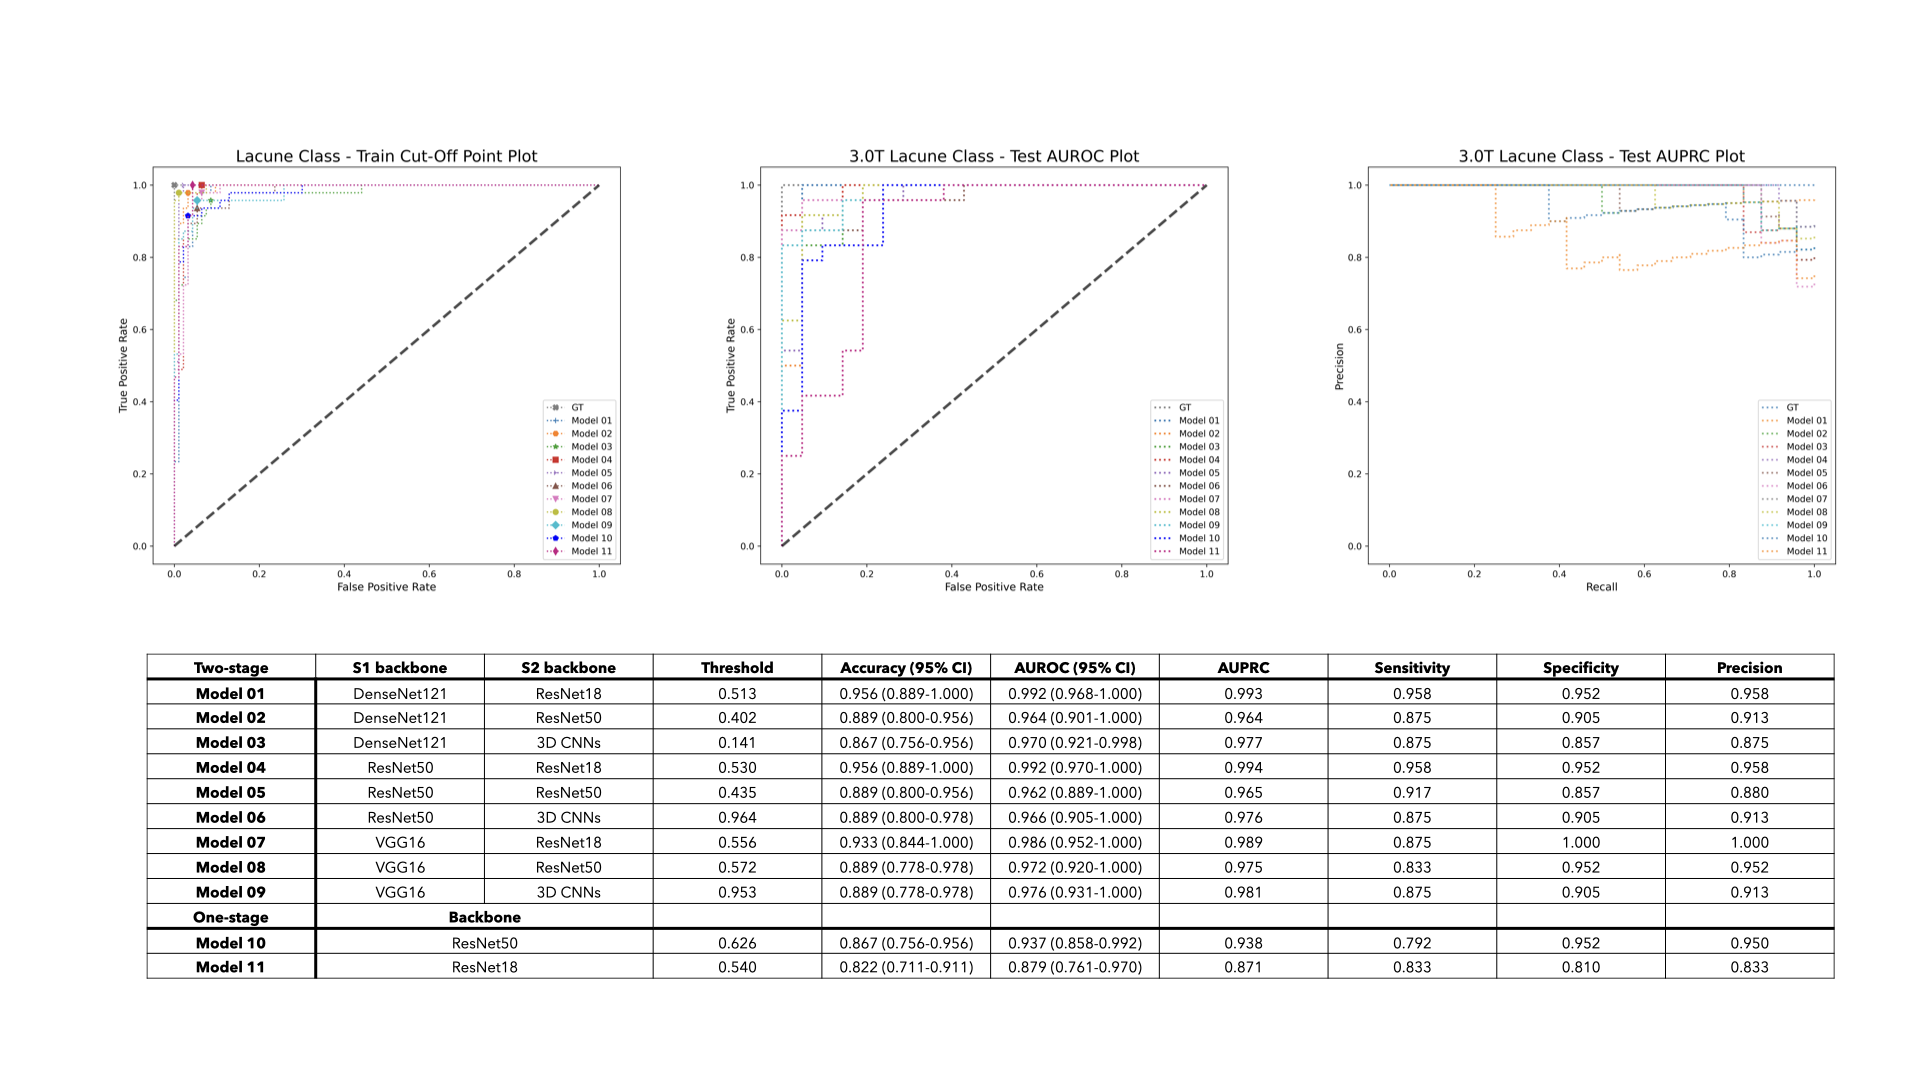 Lacune Class - Train Cut-Off Point Plot
True Positive Rate
1.0
0.8
0.6
0.4
0.2
0.0
0.0 0.2 0.4 0.6 0.8 1.0
False Positive Rate
GT
Model 01
Model 02
Model 03
Model 04
Model 05
Model 06
Model 07
Model 08
Model 09
Model 10
Model 11
3.0T Lacune Class - Test AUROC Plot
True Positive Rate
1.0
0.8
0.6
0.4
0.2
0.0
0.0 0.2 0.4 0.6 0.8 1.0
False Positive Rate
GT
Model 01
Model 02
Model 03
Model 04
Model 05
Model 06
Model 07
Model 08
Model 09
Model 10
Model 11
3.0T Lacune Class - Test AUPRC Plot
Precision
1.0
0.8
0.6
0.4
0.2
0.0
0.0 0.2 0.4 0.6 0.8 1.0
Recall
GT
Model 01
Model 02
Model 03
Model 04
Model 05
Model 06
Model 07
Model 08
Model 09
Model 10
Model 11
Two-stage S1 backbone S2 backbone Threshold Accuracy (95% CI) AUROC (95% CI) AUPRC Sensitivity Specificity Precision
Model 01 DenseNet121 ResNet18 0.513 0.956 (0.889-1.000) 0.992 (0.968-1.000) 0.993 0.958 0.952 0.958
Model 02 DenseNet121 ResNet50 0.402 0.889 (0.800-0.956) 0.964 (0.901-1.000) 0.964 0.875 0.905 0.913
Model 03 DenseNet121 3D CNNs 0.141 0.867 (0.756-0.956) 0.970 (0.921-0.998) 0.977 0.875 0.857 0.875
Model 04 ResNet50 ResNet18 0.530 0.956 (0.889-1.000) 0.992 (0.970-1.000) 0.994 0.958 0.952 0.958
Model 05 ResNet50 ResNet50 0.435 0.889 (0.800-0.956) 0.962 (0.889-1.000) 0.965 0.917 0.857 0.880
Model 06 ResNet50 3D CNNs 0.964 0.889 (0.800-0.978) 0.966 (0.905-1.000) 0.976 0.875 0.905 0.913
Model 07 VGG16 ResNet18 0.556 0.933 (0.844-1.000) 0.986 (0.952-1.000) 0.989 0.875 1.000 1.000
Model 08 VGG16 ResNet50 0.572 0.889 (0.778-0.978) 0.972 (0.920-1.000) 0.975 0.833 0.952 0.952
Model 09 VGG16 3D CNNs 0.953 0.889 (0.778-0.978) 0.976 (0.931-1.000) 0.981 0.875 0.905 0.913
One-stage Backbone
Model 10 ResNet50 0.626 0.867 (0.756-0.956) 0.937 (0.858-0.992) 0.938 0.792 0.952 0.950
Model 11 ResNet18 0.540 0.822 (0.711-0.911) 0.879 (0.761-0.970) 0.871 0.833 0.810 0.833